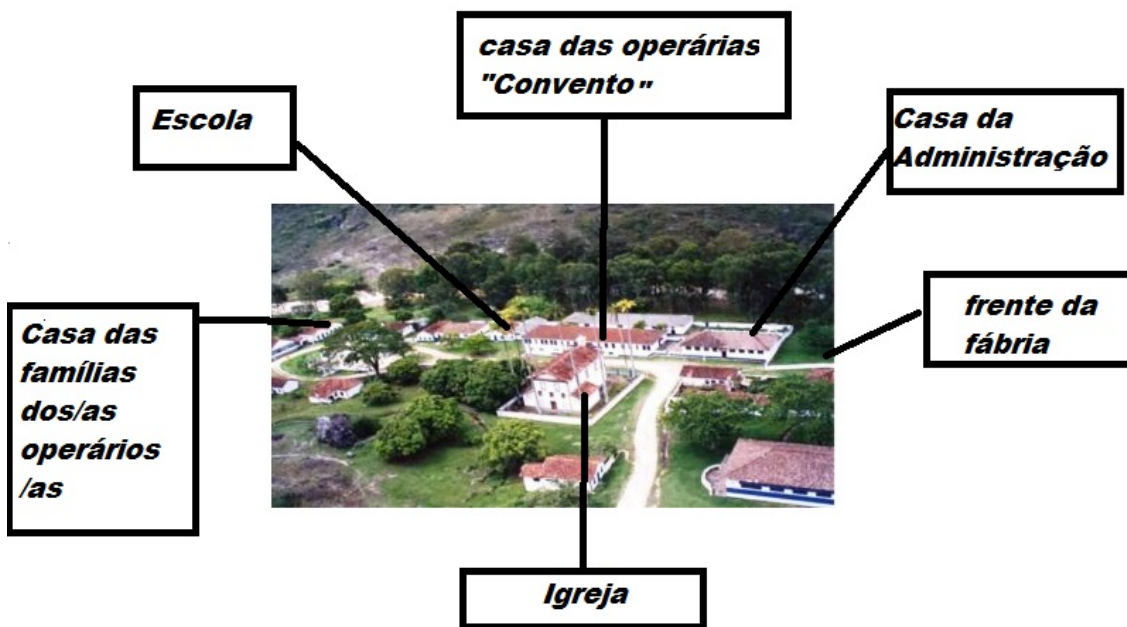 casa das operárias
"Convento"
Escola
Casa da
Administração
frente da
fábria
Casa das
famílias
dos/as
operários
/as
Igreja